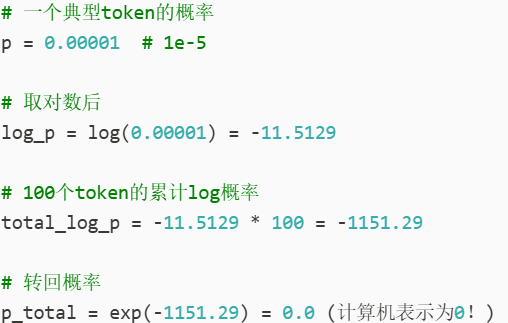 # 一个典型token的概率
p = 0.00001  # 1e-5
# 取对数后
log_p = log(0.00001) = -11.5129
# 100个token的累计log概率
total_log_p = -11.5129 * 100 = -1151.29
# 转回概率
p_total = exp(-1151.29) = 0.0 (计算机表示为0! )